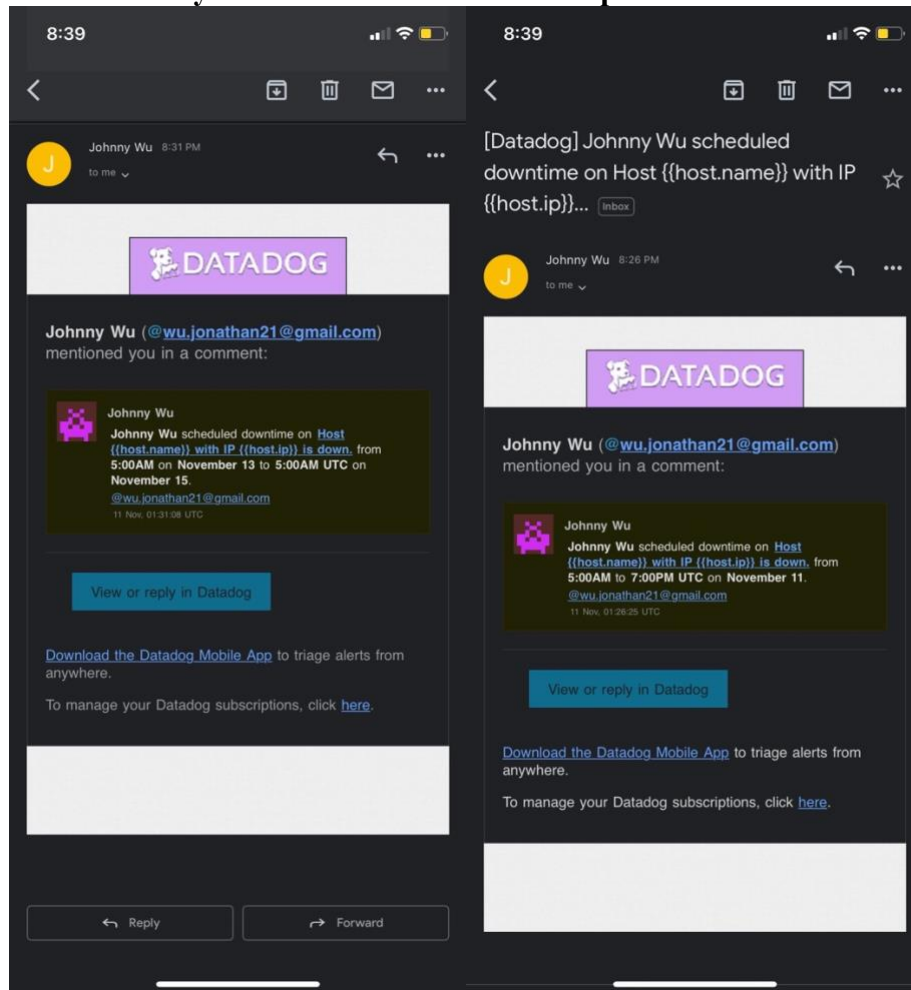 8:39
Johnny Wu 8:31 PM
to me
J
DATADOG
Johnny Wu (@wu.jonathan21@gmail.com)
mentioned you in a comment:
Johnny Wu
Johnny Wu scheduled downtime on Host
{{host.name}} with IP {{host.ip}} is down. from
5:00AM on November 13 to 5:00AM UTC on
November 15.
@wu.jonathan21@gmail.com
11 Nov, 01:31:08 UTC
View or reply in Datadog
Download the Datadog Mobile App to triage alerts from
anywhere.
To manage your Datadog subscriptions, click here.
Reply
Forward
8:39
[Datadog] Johnny Wu scheduled
downtime on Host {{host.name}} with IP
{{host.ip}}... Inbox
Johnny Wu 8:26 PM
to me
J
DATADOG
Johnny Wu (@wu.jonathan21@gmail.com)
mentioned you in a comment:
Johnny Wu
Johnny Wu scheduled downtime on Host
{{host.name}} with IP {{host.ip}} is down. from
5:00AM to 7:00PM UTC on November 11.
@wu.jonathan21@gmail.com
11 Nov, 01:26:25 UTC
View or reply in Datadog
Download the Datadog Mobile App to triage alerts from
anywhere.
To manage your Datadog subscriptions, click here.